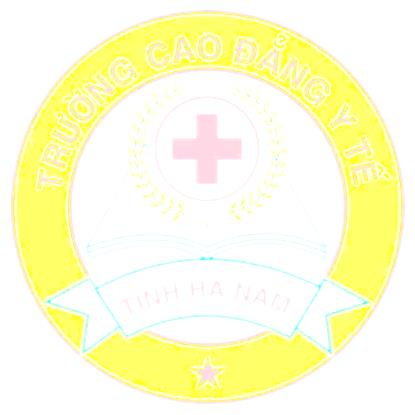 TRƯỜNG CAO ĐẲNG Y TẾ
TỈNH HÀ NAM